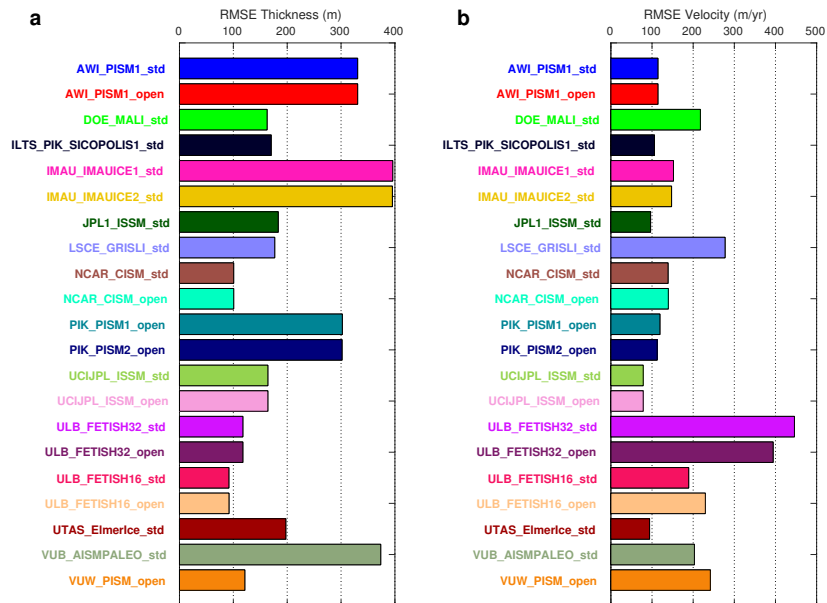 a
RMSE Thickness (m)
0 100 200 300 400
AWI_PISM1_std
AWI_PISM1_open
DOE_MALI_std
ILTS_PIK_SICOPOLIS1_std
IMAU_IMAUICE1_std
IMAU_IMAUICE2_std
JPL1_ISSM_std
LSCE_GRISLI_std
NCAR_CISM_std
NCAR_CISM_open
PIK_PISM1_open
PIK_PISM2_open
UCIJPL_ISSM_std
UCIJPL_ISSM_open
ULB_FETISH32_std
ULB_FETISH32_open
ULB_FETISH16_std
ULB_FETISH16_open
UTAS_ElmerIce_std
VUB_AISMPALEO_std
VUW_PISM_open
b
RMSE Velocity (m/yr)
0 100 200 300 400 500
AWI_PISM1_std
AWI_PISM1_open
DOE_MALI_std
ILTS_PIK_SICOPOLIS1_std
IMAU_IMAUICE1_std
IMAU_IMAUICE2_std
JPL1_ISSM_std
LSCE_GRISLI_std
NCAR_CISM_std
NCAR_CISM_open
PIK_PISM1_open
PIK_PISM2_open
UCIJPL_ISSM_std
UCIJPL_ISSM_open
ULB_FETISH32_std
ULB_FETISH32_open
ULB_FETISH16_std
ULB_FETISH16_open
UTAS_ElmerIce_std
VUB_AISMPALEO_std
VUW_PISM_open